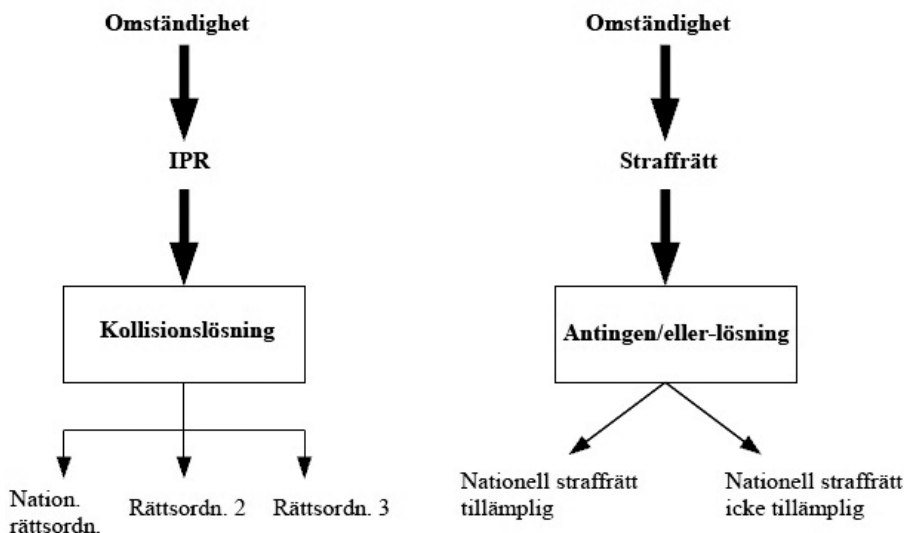 Omständighet
IPR
Kollisionslösning
Nation.
rättsordn.
Rättsordn. 2
Rättsordn. 3
Omständighet
Straffrätt
Antingen/eller-lösning
Nationell straffrätt
tillämplig
Nationell straffrätt
icke tillämplig